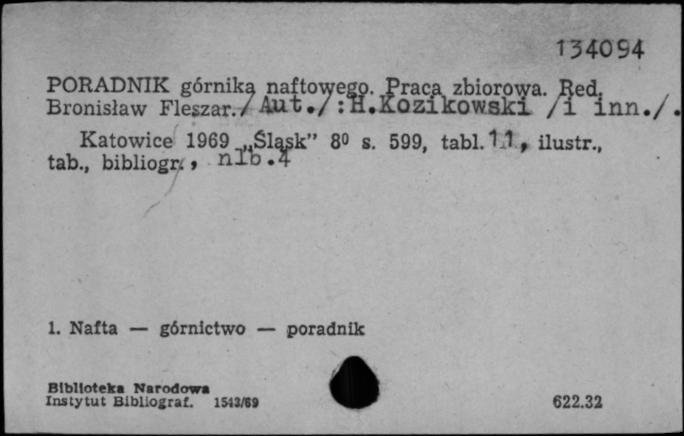 134094
PORADNIK górnika naftowego. Praca zbiorowa. Red.
Bronisław Fleszar./Aut./:H.Kozikowski /i inn./.
Katowice 1969 „Śląsk” 8⁰ s. 599, tabl.11, ilustr.,
tab., bibliogr., nlb.4
1. Nafta — górnictwo — poradnik
Biblioteka Narodowa
Instytut Bibliograf. 1543/69
622.32